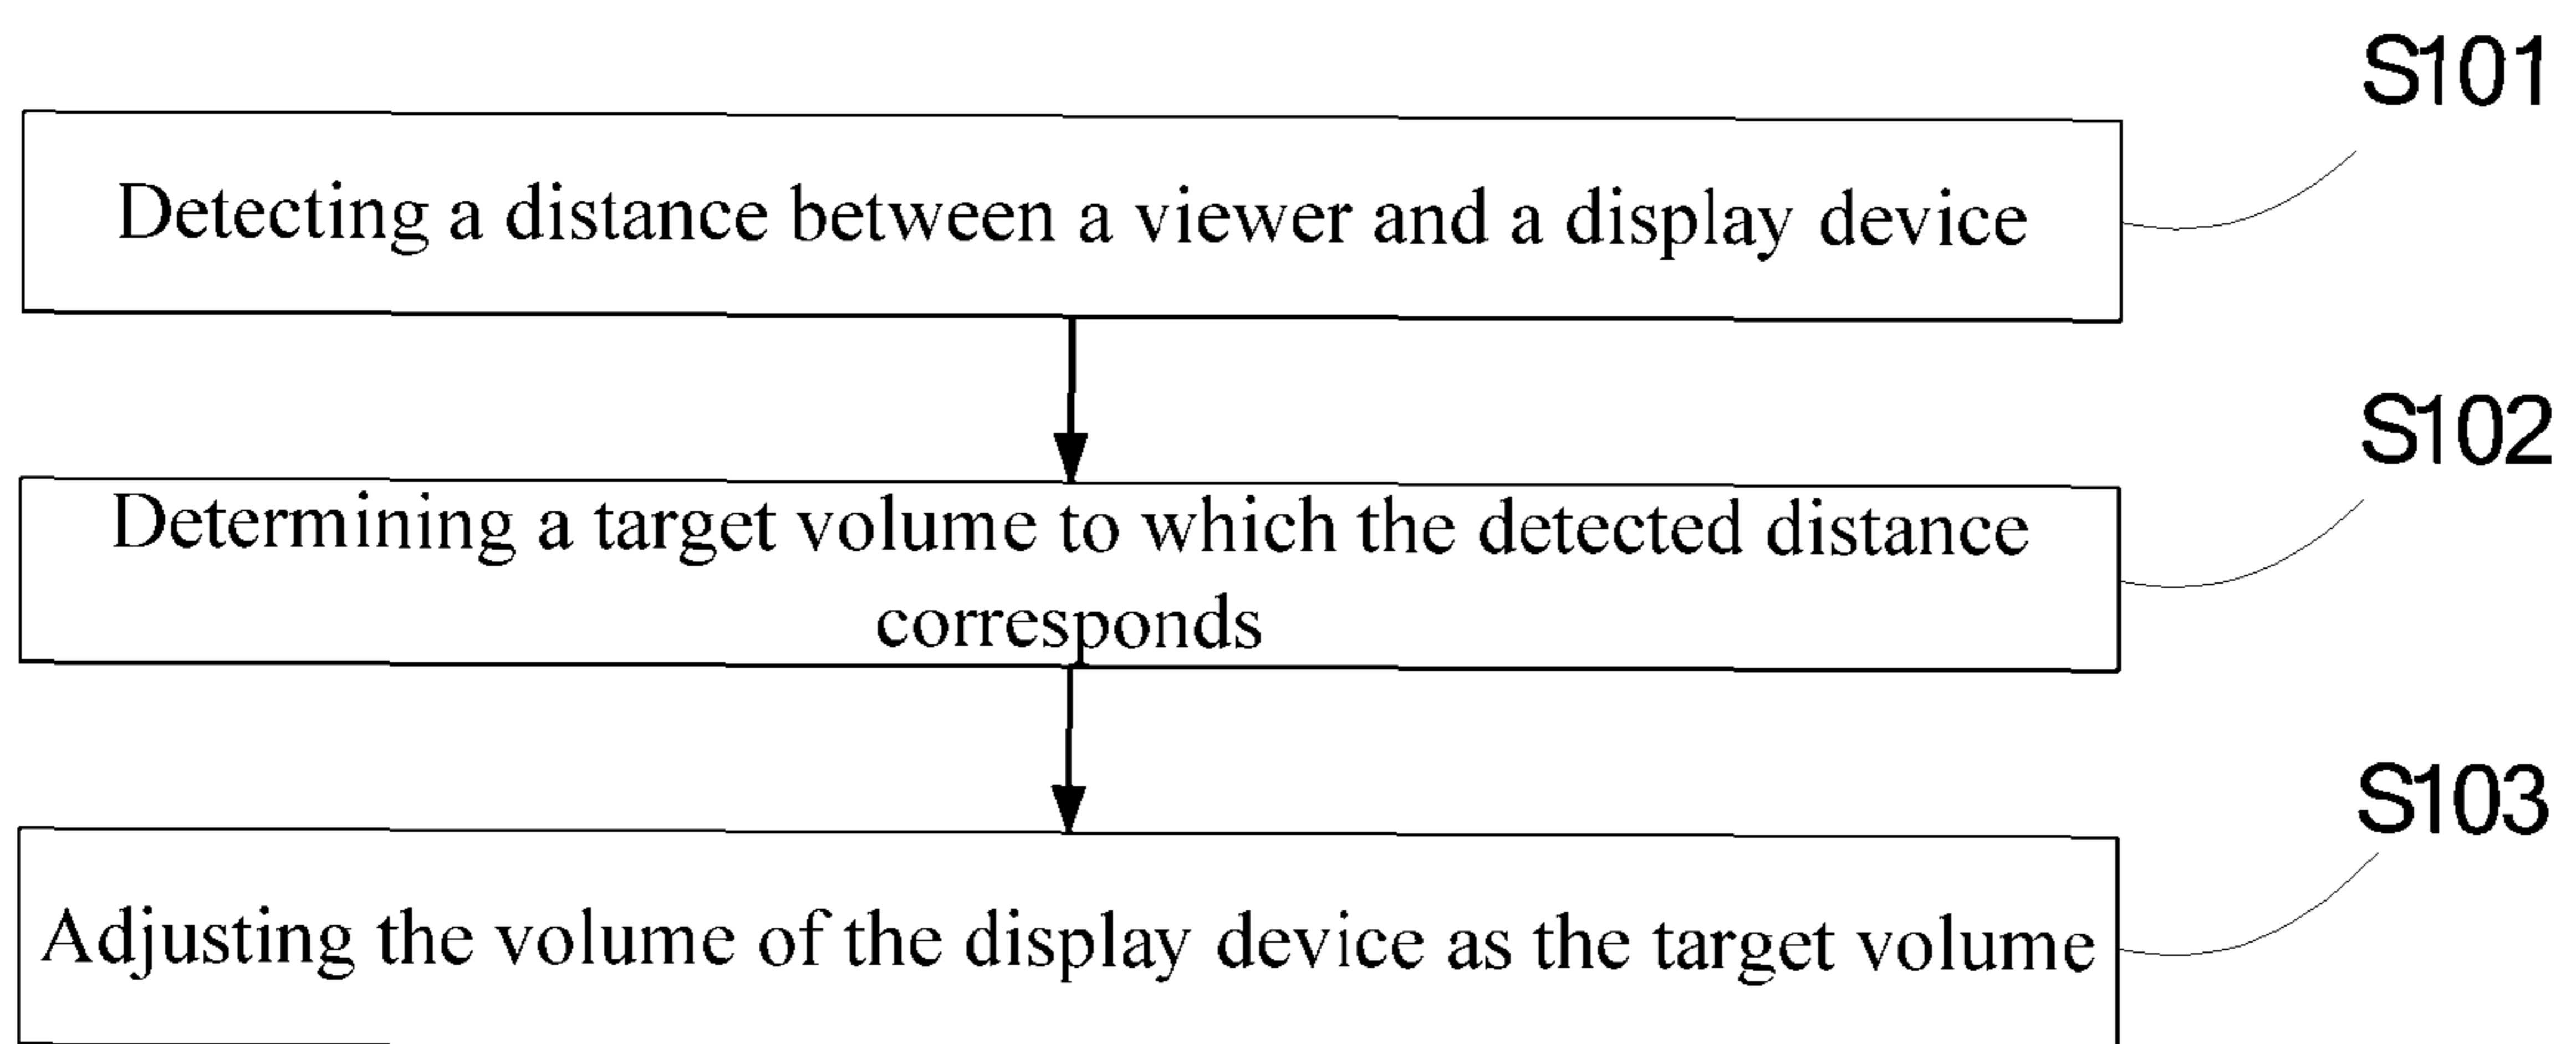 S101
Detecting a distance between a viewer and a display device
S102
Determining a target volume to which the detected distance
corresponds
S103
Adjusting the volume of the display device as the target volume